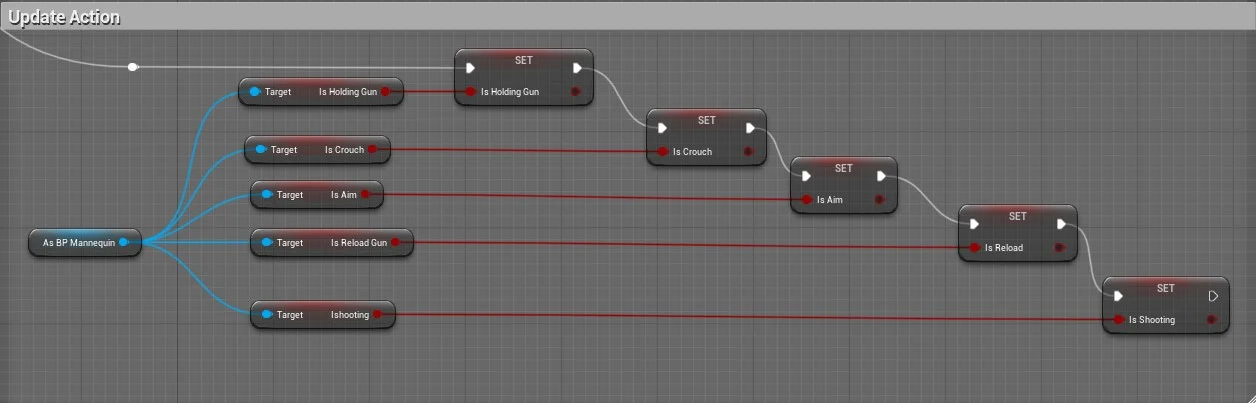 Update Action
SET
Target Is Holding Gun
Is Holding Gun
SET
Target Is Crouch
Is Crouch
SET
Target Is Aim
Is Aim
SET
As BP Mannequin
Target Is Reload Gun
Is Reload
SET
Target Ishooting
Is Shooting